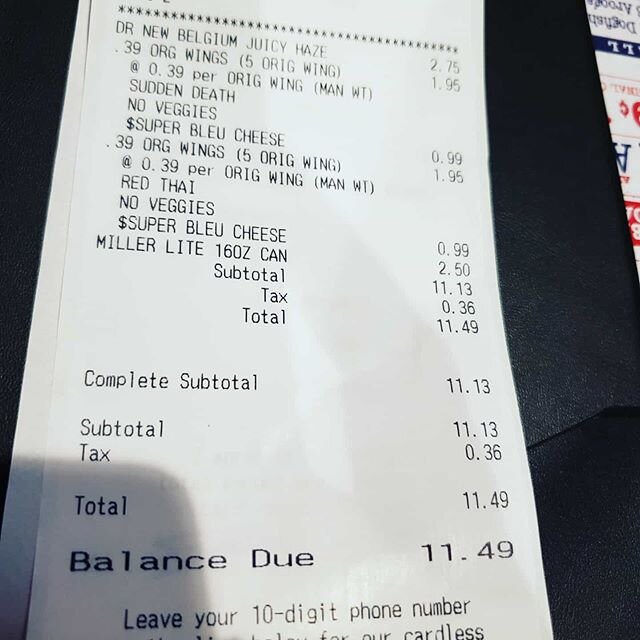 ****************************************
DR NEW BELGIUM JUICY HAZE 2.75
.39 ORG WINGS (5 ORIG WING) 1.95
@ 0.39 per ORIG WING (MAN WT)
SUDDEN DEATH
NO VEGGIES
$SUPER BLEU CHEESE 0.99
.39 ORG WINGS (5 ORIG WING) 1.95
@ 0.39 per ORIG WING (MAN WT)
RED THAI
NO VEGGIES
$SUPER BLEU CHEESE 0.99
MILLER LITE 16OZ CAN 2.50
Subtotal 11.13
Tax 0.36
Total 11.49
Complete Subtotal 11.13
Subtotal 11.13
Tax 0.36
Total 11.49
Balance Due 11.49
Leave your 10-digit phone number
for our cardless
Dogfish